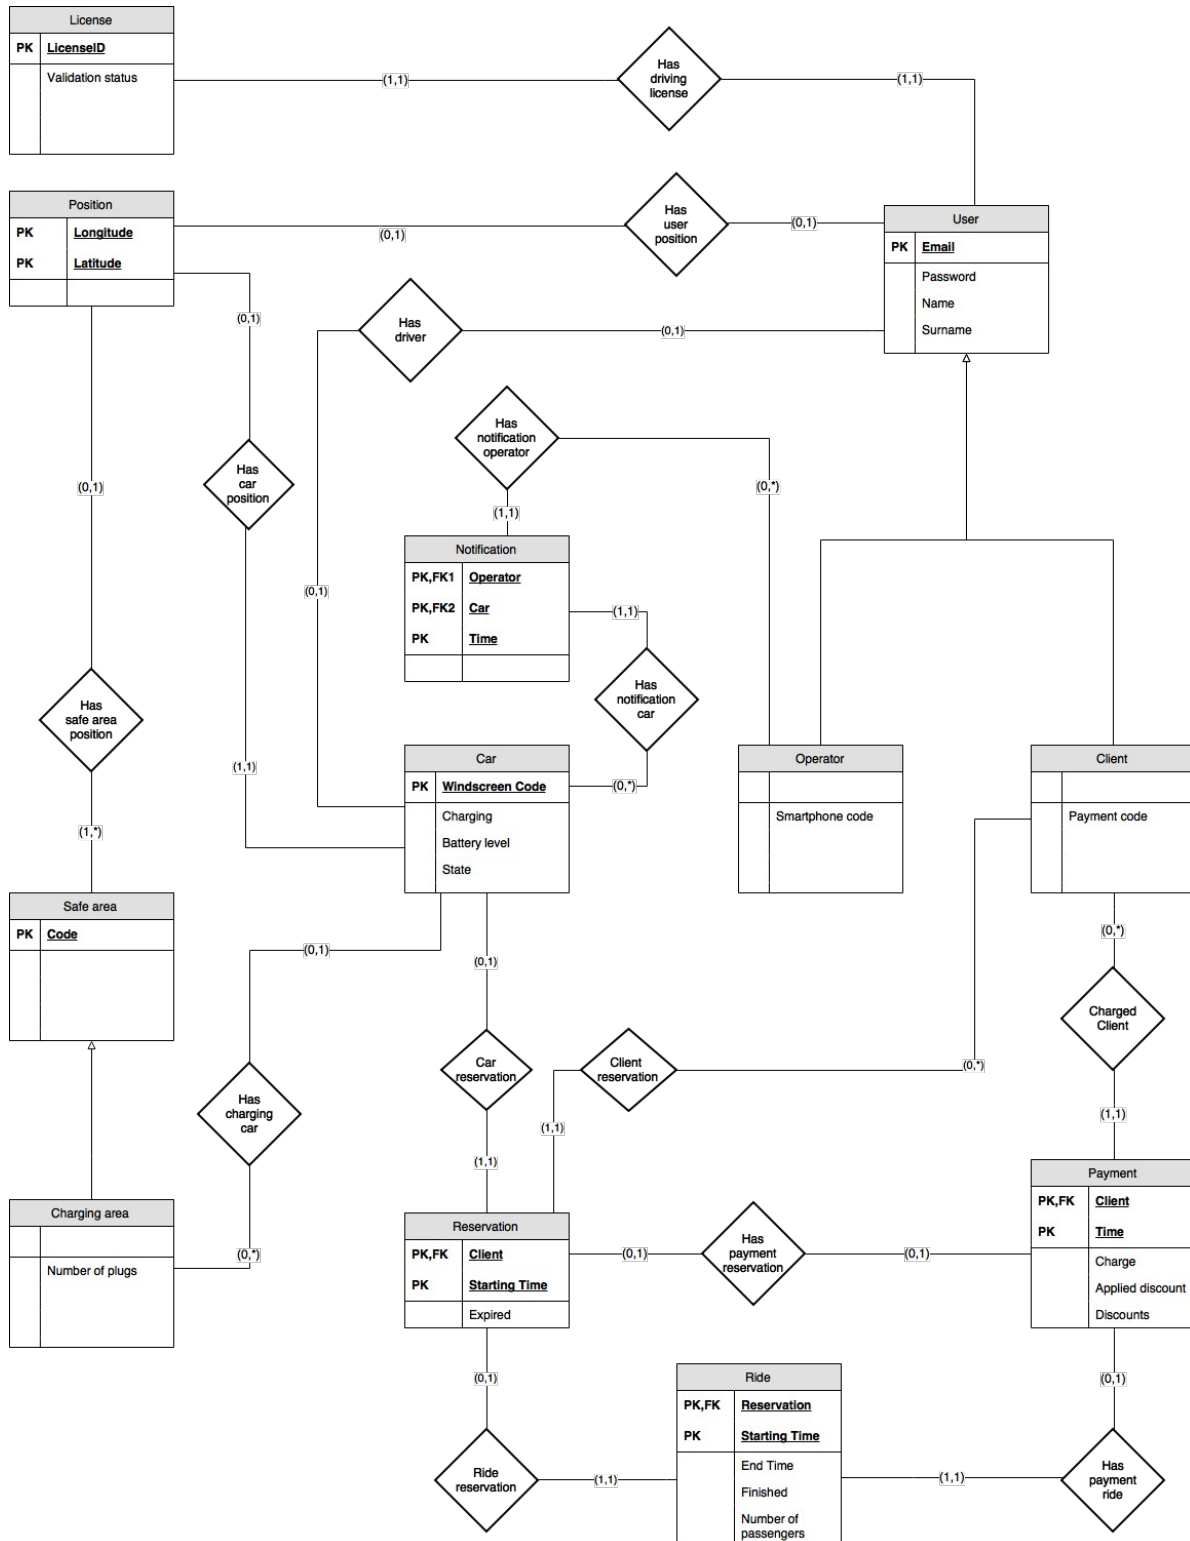 License
PK LicenseID
Validation status
(1,1)
Has
driving
license
(1,1)
Position
PK Longitude
PK Latitude
(0,1)
Has
user
position
(0,1)
User
PK Email
Password
Name
Surname
(0,1)
Has
driver
(0,1)
(0,1)
Has
car
position
(1,1)
(0,1)
Has
safe area
position
(1,*)
Has
notification
operator
(0,*)
(1,1)
Notification
PK,FK1 Operator
PK,FK2 Car
PK Time
(1,1)
Has
notification
car
(0,*)
Car
PK Windscreen Code
Charging
Battery level
State
Operator
Smartphone code
Client
Payment code
Safe area
PK Code
(0,1)
Has
charging
car
(0,*)
Charging area
Number of plugs
(0,1)
Car
reservation
(1,1)
Client
reservation
(0,*)
(1,1)
(0,*)
Charged
Client
(1,1)
Payment
PK,FK Client
PK Time
Charge
Applied discount
Discounts
Reservation
PK,FK Client
PK Starting Time
Expired
(0,1)
Has
payment
reservation
(0,1)
(0,1)
Ride
reservation
(1,1)
Ride
PK,FK Reservation
PK Starting Time
End Time
Finished
Number of
passengers
(0,1)
(1,1)
Has
payment
ride